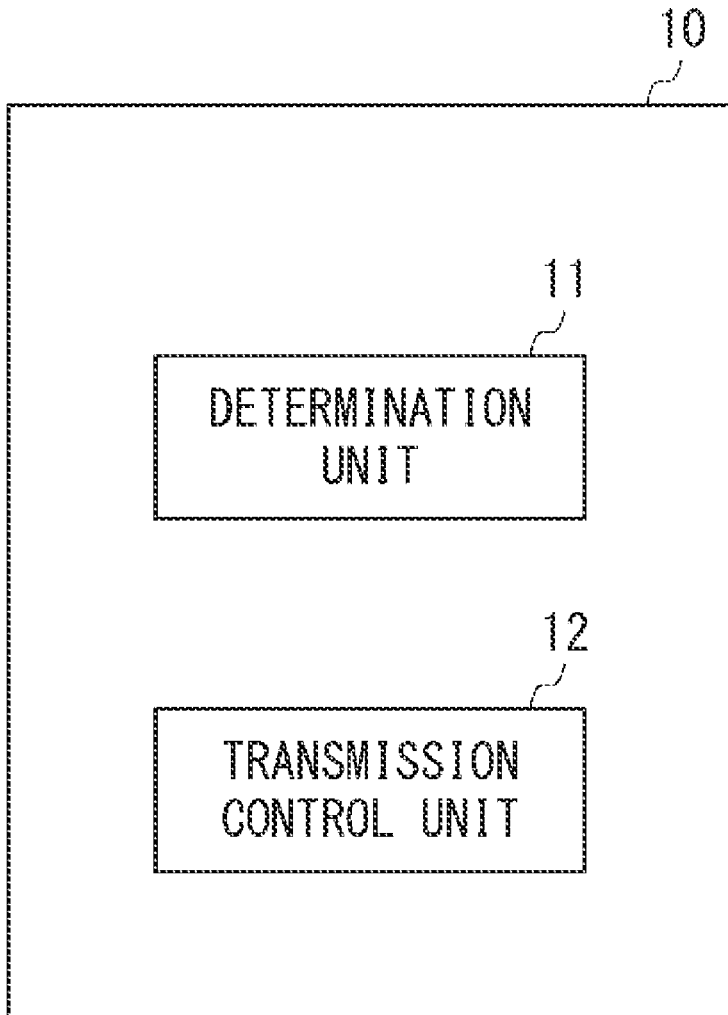 10
11
DETERMINATION
UNIT
12
TRANSMISSION
CONTROL UNIT